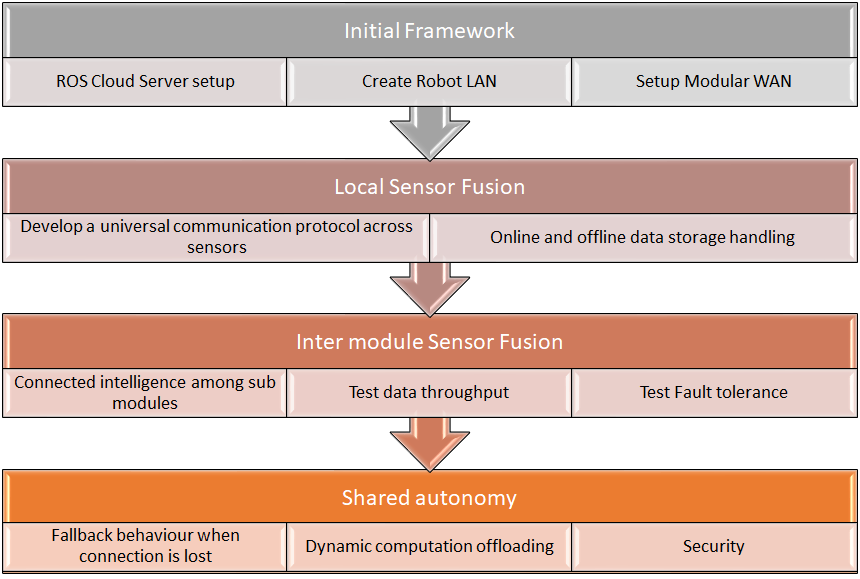 Initial Framework
ROS Cloud Server setup
Create Robot LAN
Setup Modular WAN
Local Sensor Fusion
Develop a universal communication protocol across
sensors
Online and offline data storage handling
Inter module Sensor Fusion
Connected intelligence among sub
modules
Test data throughput
Test Fault tolerance
Shared autonomy
Fallback behaviour when
connection is lost
Dynamic computation offloading
Security